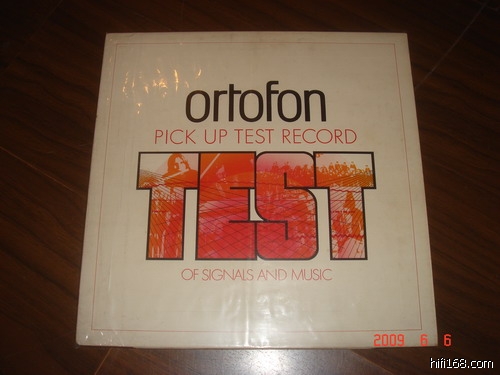 ortofon
PICK UP TEST RECORD
TEST
OF SIGNALS AND MUSIC
2009 6 6
hifi168.com